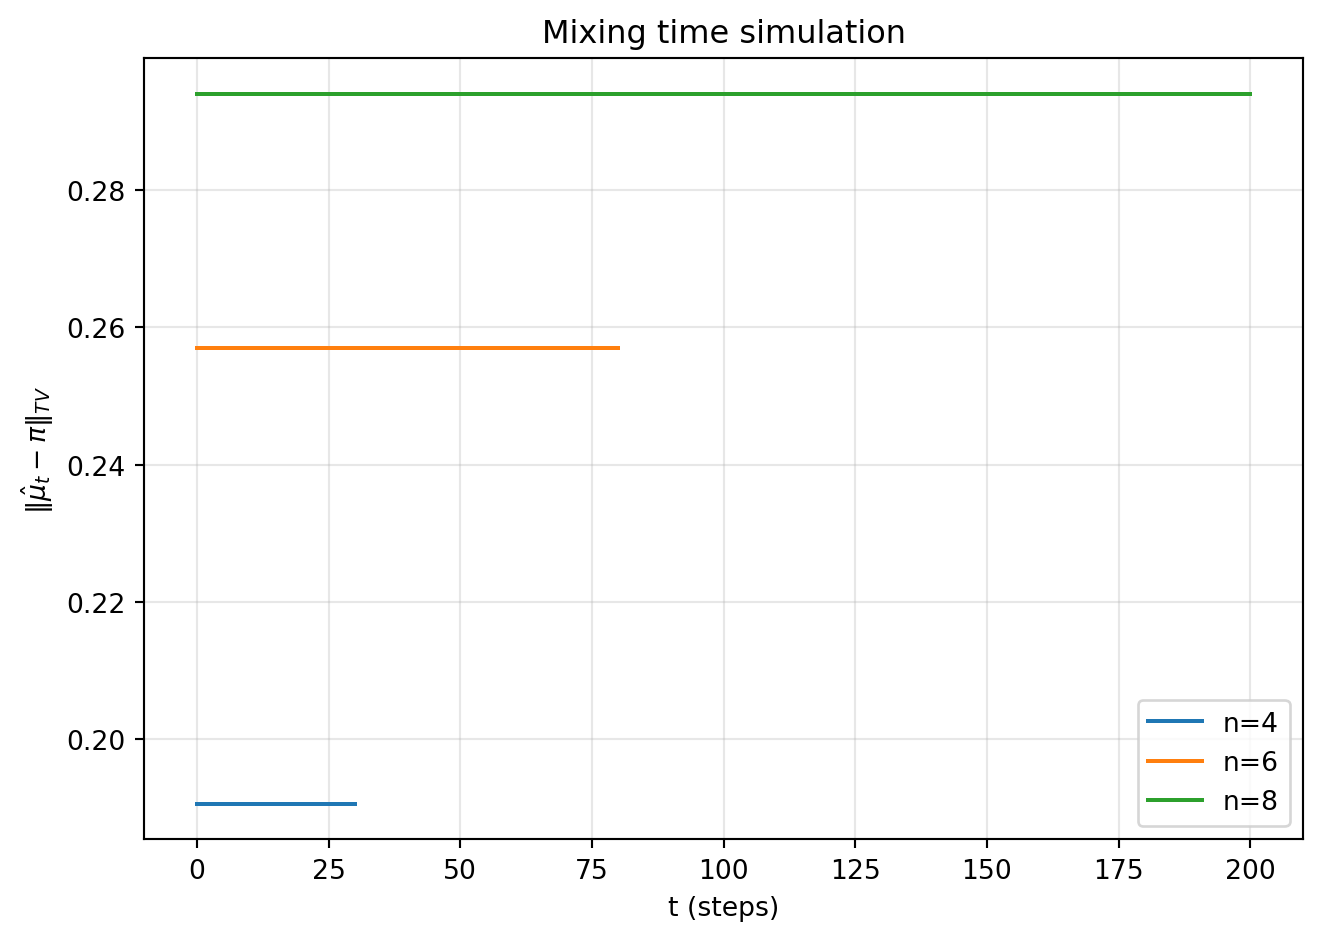 Mixing time simulation
‖μ̂ₜ − π‖_TV
0.28
0.26
0.24
0.22
0.20
n=4
n=6
n=8
0 25 50 75 100 125 150 175 200
t (steps)